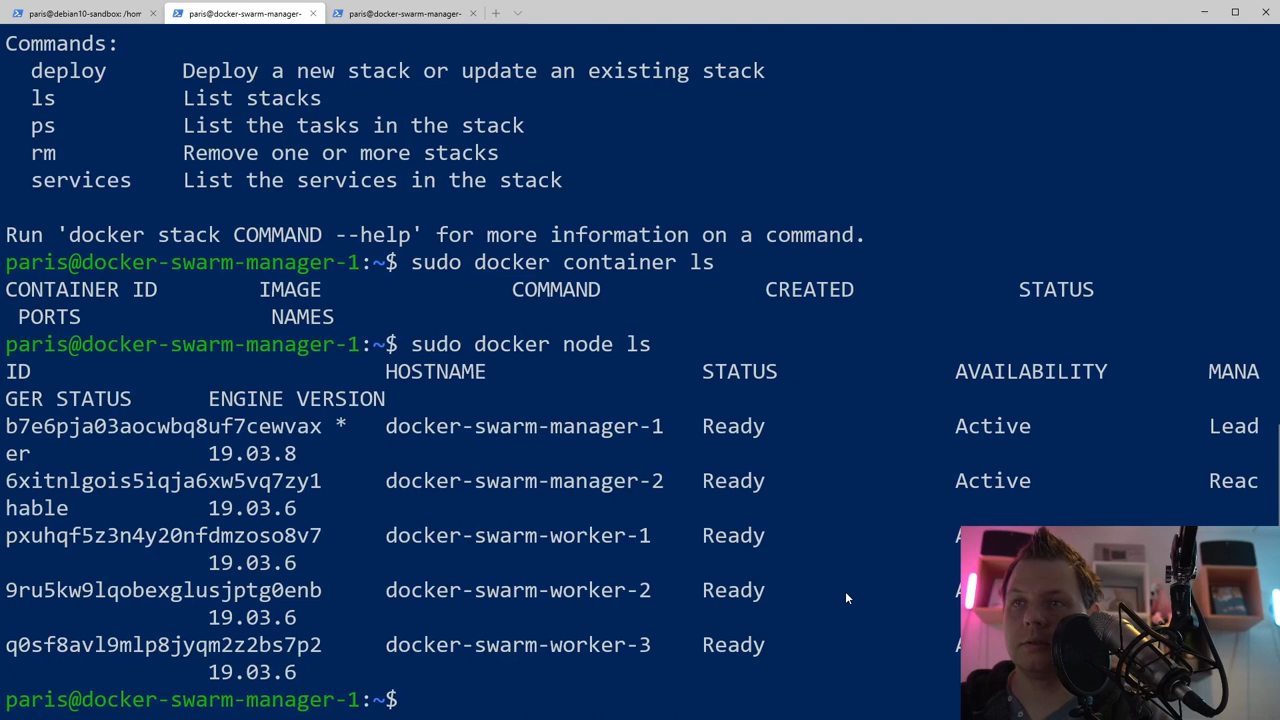 paris@debian10-sandbox: /hom
paris@docker-swarm-manager-
paris@docker-swarm-manager-
Commands:
deploy Deploy a new stack or update an existing stack
ls List stacks
ps List the tasks in the stack
rm Remove one or more stacks
services List the services in the stack
Run 'docker stack COMMAND --help' for more information on a command.
paris@docker-swarm-manager-1:~$ sudo docker container ls
CONTAINER ID IMAGE COMMAND CREATED STATUS
PORTS NAMES
paris@docker-swarm-manager-1:~$ sudo docker node ls
ID HOSTNAME STATUS AVAILABILITY MANA
GER STATUS ENGINE VERSION
b7e6pja03aocwbq8uf7cewvax * docker-swarm-manager-1 Ready Active Lead
er 19.03.8
6xitnlgois5iqja6xw5vq7zy1 docker-swarm-manager-2 Ready Active Reac
hable 19.03.6
pxuhqf5z3n4y20nfdmzoso8v7 docker-swarm-worker-1 Ready
19.03.6
9ru5kw9lqobexglusjptg0enb docker-swarm-worker-2 Ready
19.03.6
q0sf8avl9mlp8jyqm2z2bs7p2 docker-swarm-worker-3 Ready
19.03.6
paris@docker-swarm-manager-1:~$